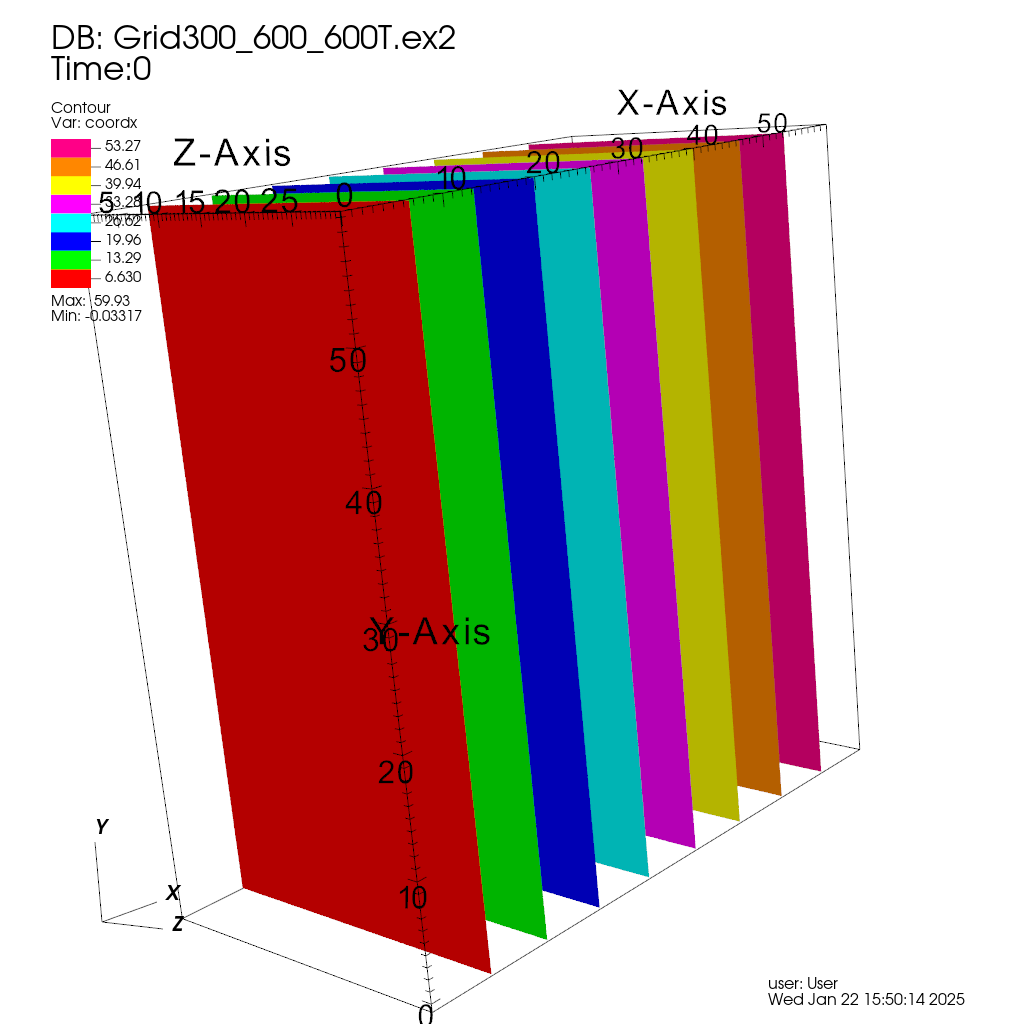 DB: Grid300_600_600T.ex2
Time:0
Contour
Var: coordx
53.27
46.61
39.94
33.28
26.62
19.96
13.29
6.630
Max: 59.93
Min: -0.03317
X-Axis
Z-Axis
5 10 15 20 25
0 10 20 30 40 50
50
40
30
Y-Axis
20
10
0
Y
X
Z
user: User
Wed Jan 22 15:50:14 2025